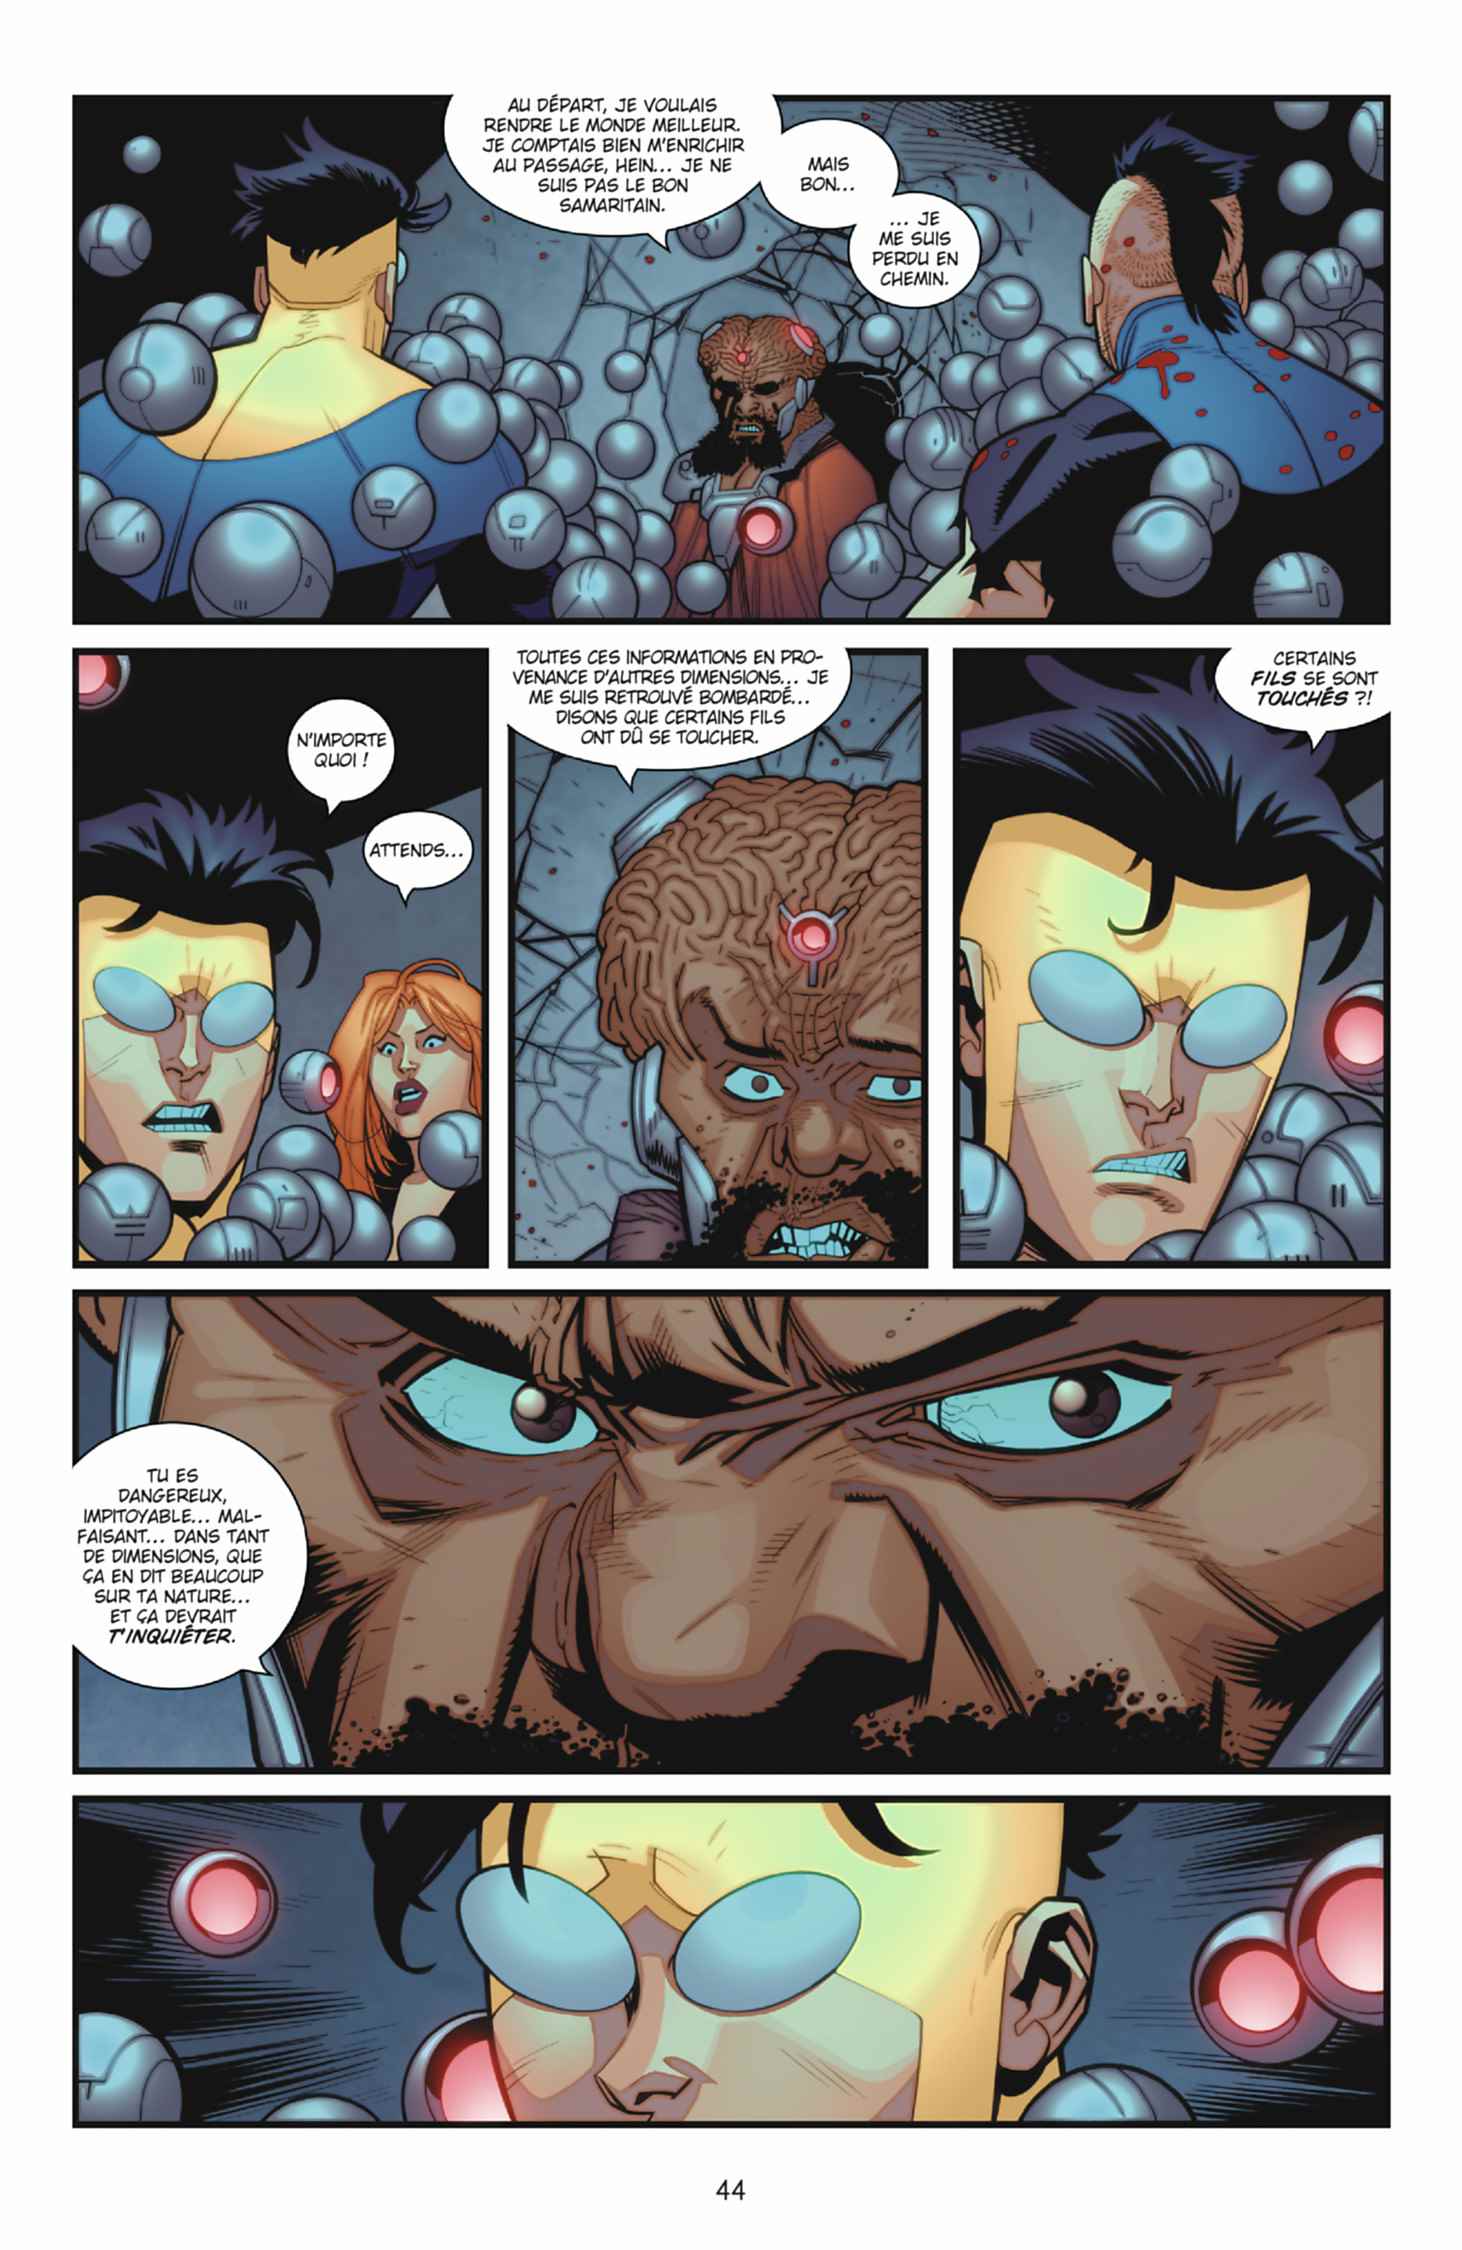 AU DÉPART, JE VOULAIS
RENDRE LE MONDE MEILLEUR.
JE COMPTAIS BIEN M'ENRICHIR
AU PASSAGE, HEIN... JE NE
SUIS PAS LE BON
SAMARITAIN.
MAIS
BON...
... JE
ME SUIS
PERDU EN
CHEMIN.
N'IMPORTE
QUOI !
ATTENDS...
TOUTES CES INFORMATIONS EN PRO-
VENANCE D'AUTRES DIMENSIONS... JE
ME SUIS RETROUVÉ BOMBARDÉ...
DISONS QUE CERTAINS FILS
ONT DÛ SE TOUCHER.
CERTAINS
FILS SE SONT
TOUCHÉS ?!
TU ES
DANGEREUX,
IMPITOYABLE... MAL-
FAISANT... DANS TANT
DE DIMENSIONS, QUE
ÇA EN DIT BEAUCOUP
SUR TA NATURE...
ET ÇA DEVRAIT
T'INQUIÉTER.
44